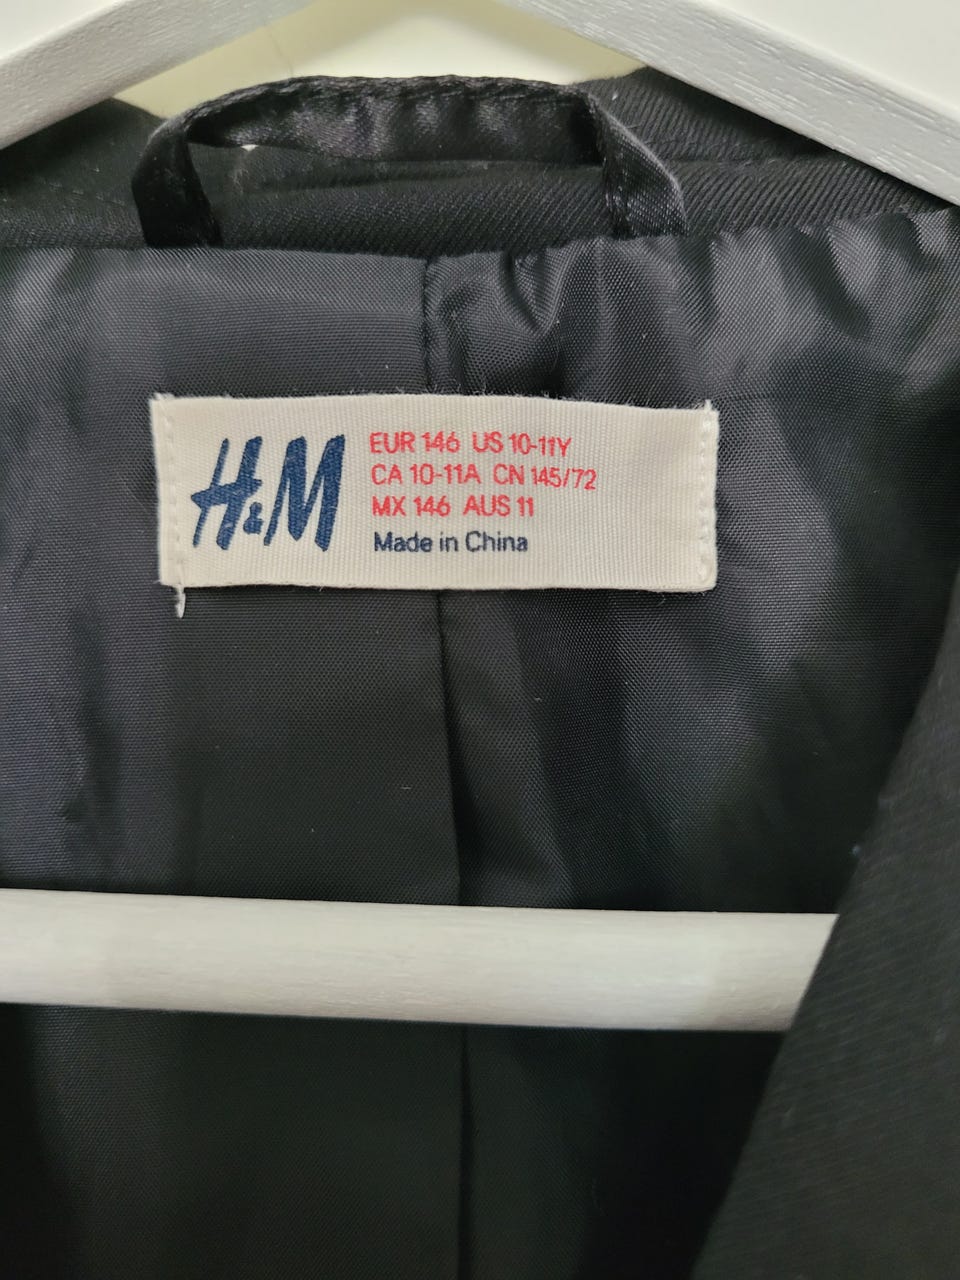 H&M
EUR 146 US 10-11Y
CA 10-11A CN 145/72
MX 146 AUS 11
Made in China